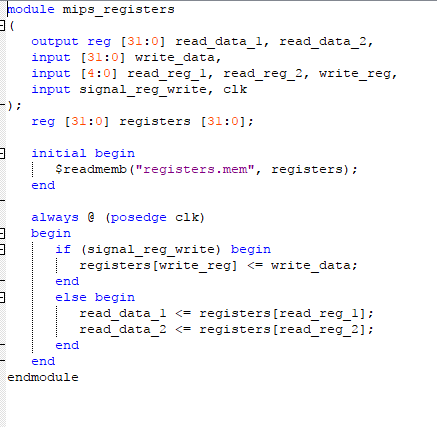 module mips_registers
(
output reg [31:0] read_data_1, read_data_2,
input [31:0] write_data,
input [4:0] read_reg_1, read_reg_2, write_reg,
input signal_reg_write, clk
);
reg [31:0] registers [31:0];
initial begin
$readmemb("registers.mem", registers);
end
always @ (posedge clk)
begin
if (signal_reg_write) begin
registers[write_reg] <= write_data;
end
else begin
read_data_1 <= registers[read_reg_1];
read_data_2 <= registers[read_reg_2];
end
end
endmodule